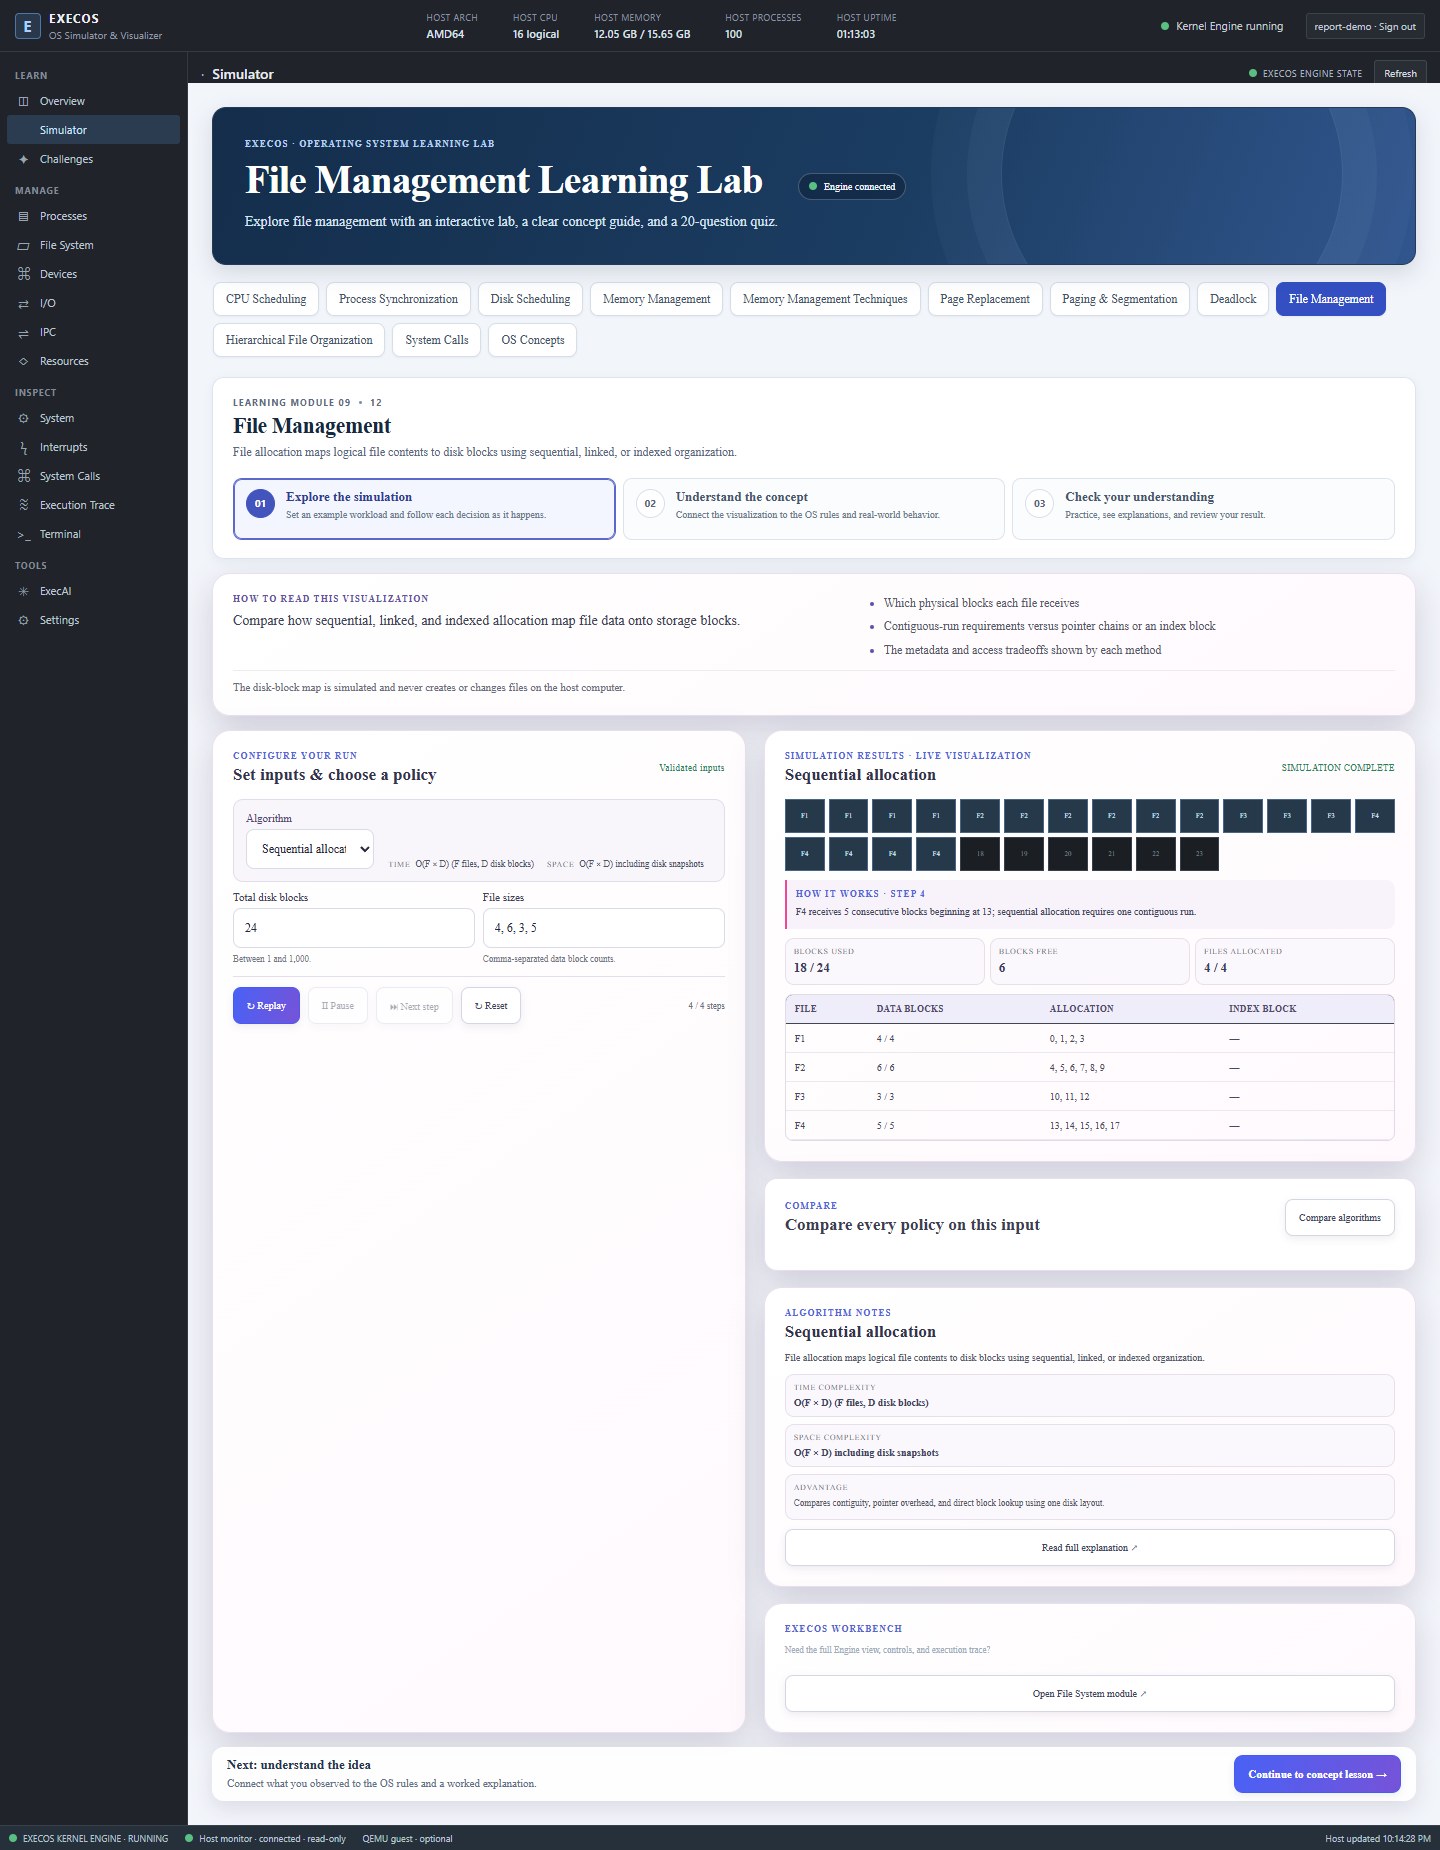 E EXECOS
OS Simulator & Visualizer
HOST ARCH HOST CPU HOST MEMORY HOST PROCESSES HOST UPTIME
AMD64 16 logical 12.05 GB / 15.65 GB 100 01:13:03
Kernel Engine running
report-demo · Sign out
LEARN
Overview
Simulator
Challenges
MANAGE
Processes
File System
Devices
I/O
IPC
Resources
INSPECT
System
Interrupts
System Calls
Execution Trace
>_ Terminal
TOOLS
ExecAI
Settings
· Simulator
EXECOS ENGINE STATE Refresh
EXECOS · OPERATING SYSTEM LEARNING LAB
File Management Learning Lab
Engine connected
Explore file management with an interactive lab, a clear concept guide, and a 20-question quiz.
CPU Scheduling Process Synchronization Disk Scheduling Memory Management Memory Management Techniques Page Replacement Paging & Segmentation Deadlock File Management
Hierarchical File Organization System Calls OS Concepts
LEARNING MODULE 09 • 12
File Management
File allocation maps logical file contents to disk blocks using sequential, linked, or indexed organization.
01 Explore the simulation
Set an example workload and follow each decision as it happens.
02 Understand the concept
Connect the visualization to the OS rules and real-world behavior.
03 Check your understanding
Practice, see explanations, and review your result.
HOW TO READ THIS VISUALIZATION
Compare how sequential, linked, and indexed allocation map file data onto storage blocks.
• Which physical blocks each file receives
• Contiguous-run requirements versus pointer chains or an index block
• The metadata and access tradeoffs shown by each method
The disk-block map is simulated and never creates or changes files on the host computer.
CONFIGURE YOUR RUN
Set inputs & choose a policy
Validated inputs
Algorithm
Sequential allocat
TIME O(F × D) (F files, D disk blocks) SPACE O(F × D) including disk snapshots
Total disk blocks File sizes
24 4, 6, 3, 5
Between 1 and 1,000. Comma-separated data block counts.
↻ Replay ⏸ Pause ⏭ Next step ↻ Reset 4 / 4 steps
SIMULATION RESULTS · LIVE VISUALIZATION
Sequential allocation
SIMULATION COMPLETE
F1 F1 F1 F1 F2 F2 F2 F2 F2 F2 F3 F3 F3 F4
F4 F4 F4 F4 18 19 20 21 22 23
HOW IT WORKS · STEP 4
F4 receives 5 consecutive blocks beginning at 13; sequential allocation requires one contiguous run.
BLOCKS USED BLOCKS FREE FILES ALLOCATED
18 / 24 6 4 / 4
FILE DATA BLOCKS ALLOCATION INDEX BLOCK
F1 4 / 4 0, 1, 2, 3 —
F2 6 / 6 4, 5, 6, 7, 8, 9 —
F3 3 / 3 10, 11, 12 —
F4 5 / 5 13, 14, 15, 16, 17 —
COMPARE
Compare every policy on this input
Compare algorithms
ALGORITHM NOTES
Sequential allocation
File allocation maps logical file contents to disk blocks using sequential, linked, or indexed organization.
TIME COMPLEXITY
O(F × D) (F files, D disk blocks)
SPACE COMPLEXITY
O(F × D) including disk snapshots
ADVANTAGE
Compares contiguity, pointer overhead, and direct block lookup using one disk layout.
Read full explanation ↗
EXECOS WORKBENCH
Need the full Engine view, controls, and execution trace?
Open File System module ↗
Next: understand the idea
Connect what you observed to the OS rules and a worked explanation.
Continue to concept lesson →
EXECOS KERNEL ENGINE · RUNNING Host monitor · connected · read-only QEMU guest · optional Host updated 10:14:28 PM